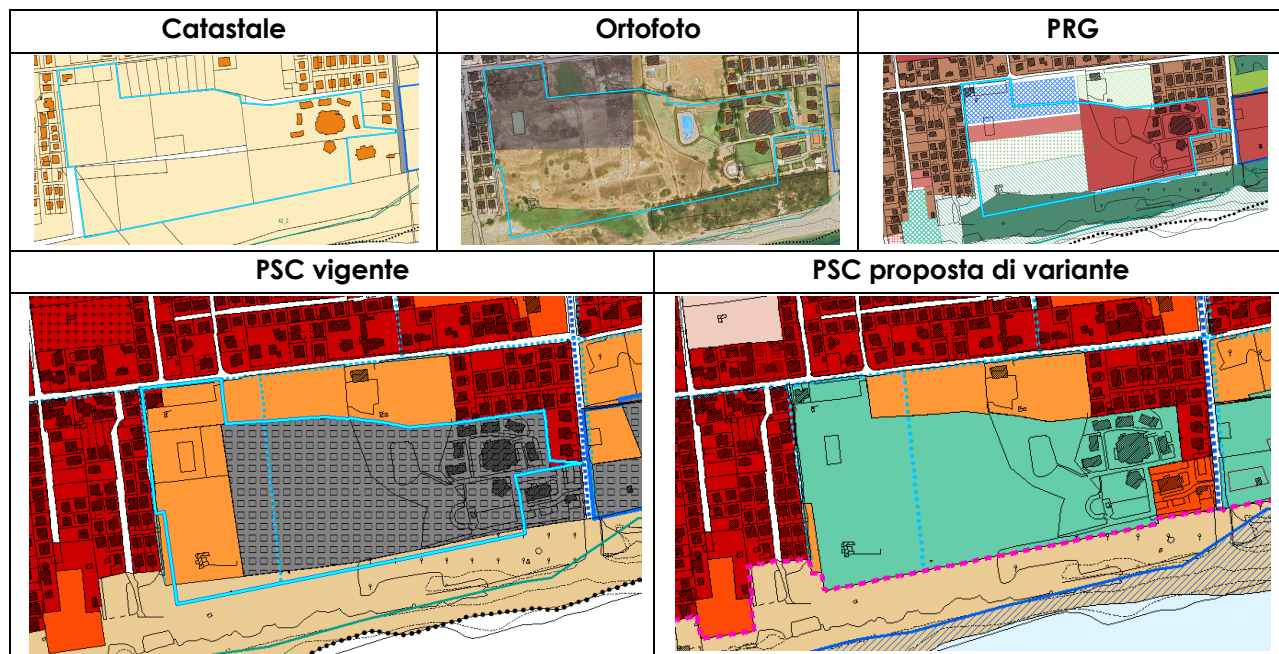 Catastale
Ortofoto
PRG
PSC vigente
PSC proposta di variante